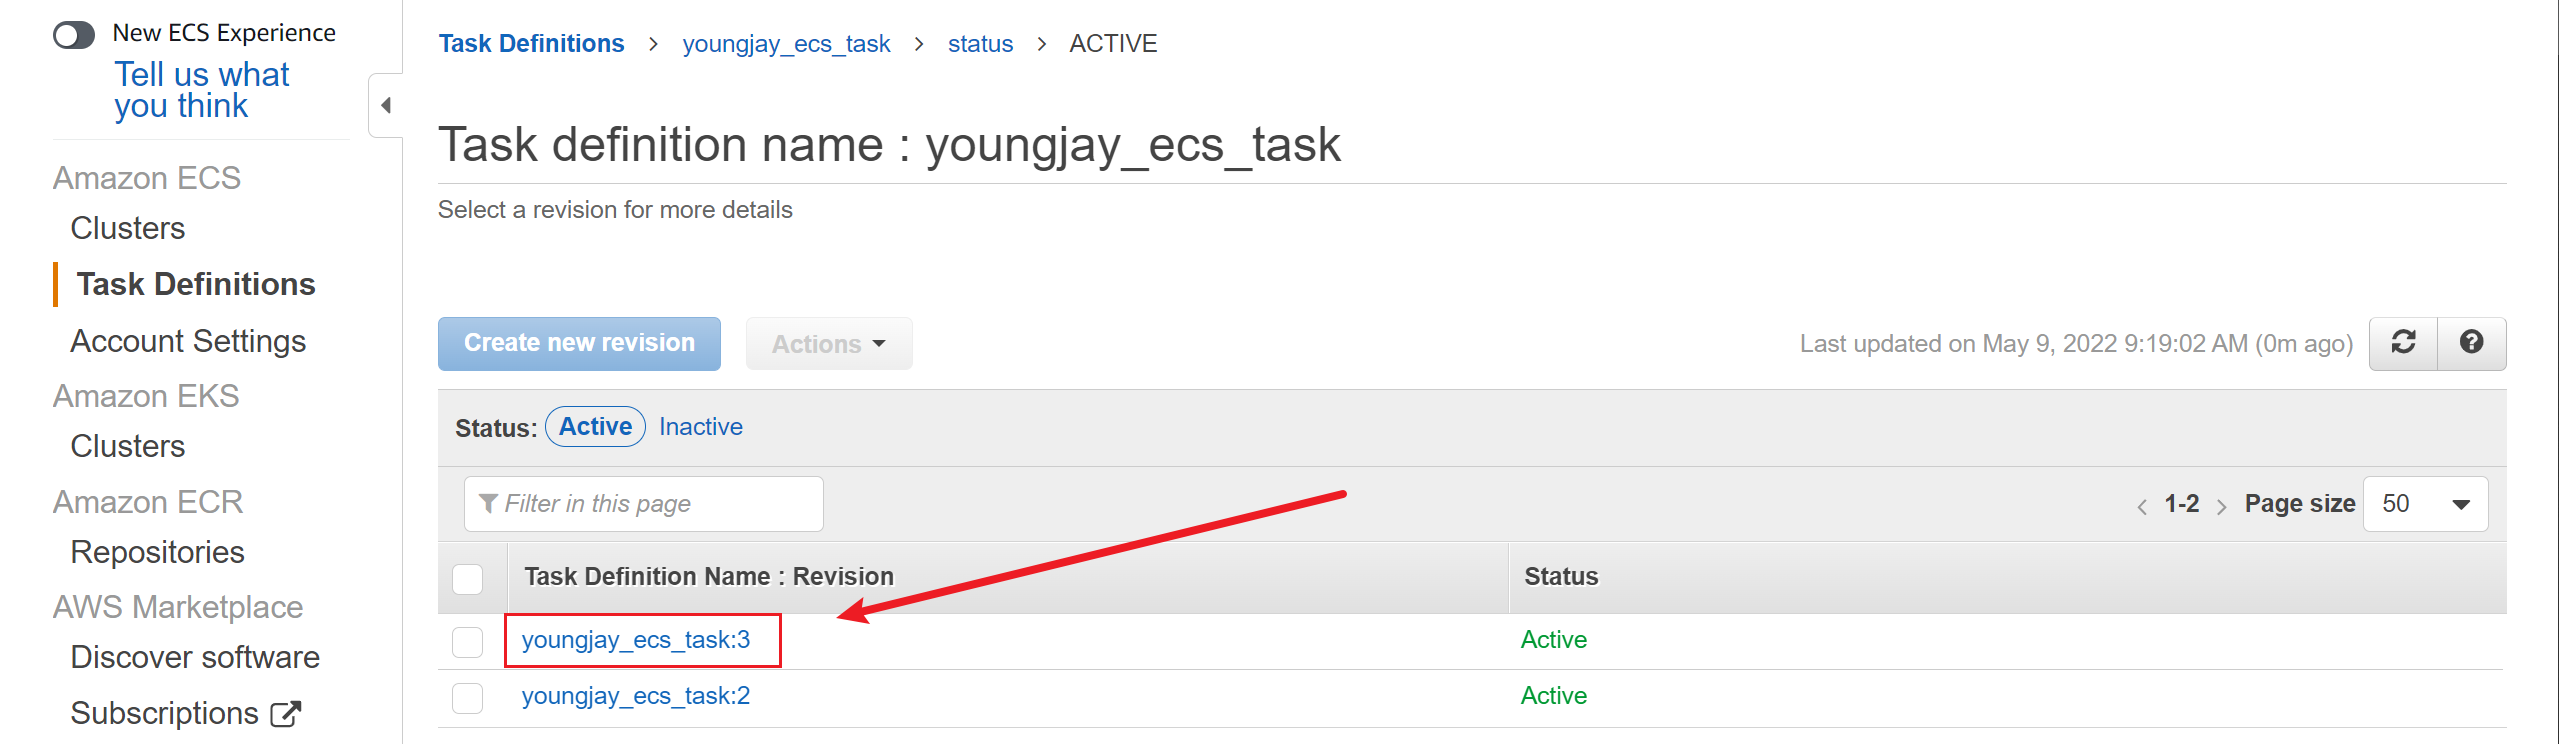 New ECS Experience
Tell us what
you think
Amazon ECS
Clusters
Task Definitions
Account Settings
Amazon EKS
Clusters
Amazon ECR
Repositories
AWS Marketplace
Discover software
Subscriptions
Task Definitions > youngjay_ecs_task > status > ACTIVE
Task definition name : youngjay_ecs_task
Select a revision for more details
Create new revision Actions Last updated on May 9, 2022 9:19:02 AM (0m ago)
Status: Active Inactive
Filter in this page < 1-2 > Page size 50
Task Definition Name : Revision Status
youngjay_ecs_task:3 Active
youngjay_ecs_task:2 Active